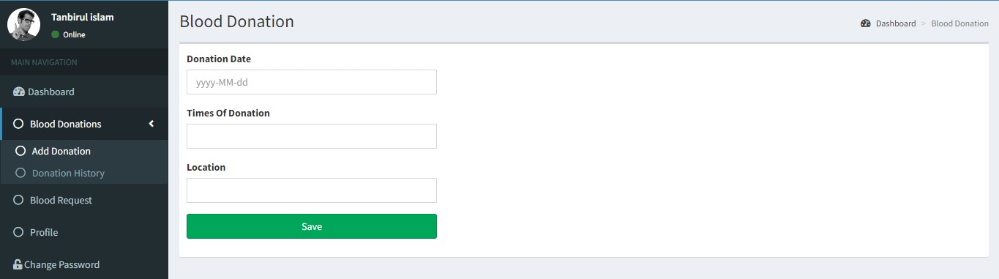 Tanbirul islam
Online
MAIN NAVIGATION
Dashboard
Blood Donations
Add Donation
Donation History
Blood Request
Profile
Change Password
Blood Donation
Dashboard > Blood Donation
Donation Date
yyyy-MM-dd
Times Of Donation
Location
Save